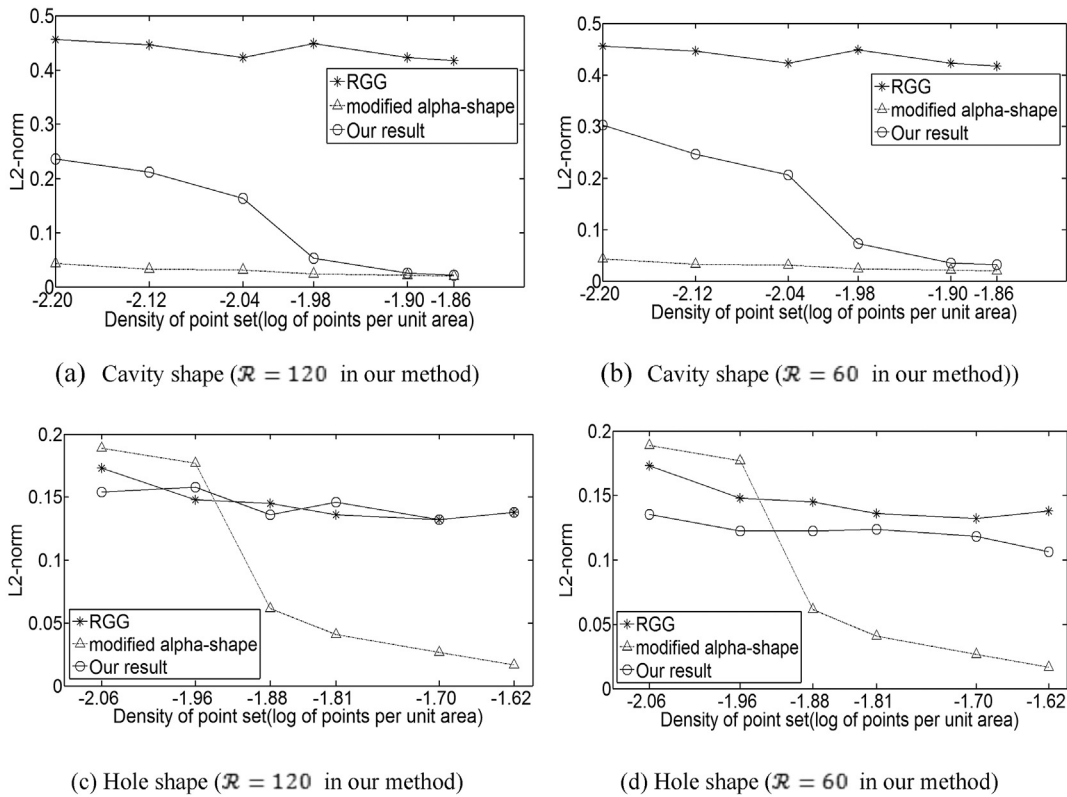 0.5
0.4
0.3
0.2
0.1
0
L2-norm
RGG
modified alpha-shape
Our result
-2.20 -2.12 -2.04 -1.98 -1.90 -1.86
Density of point set(log of points per unit area)
(a) Cavity shape (ℛ = 120 in our method)
0.5
0.4
0.3
0.2
0.1
0
L2-norm
RGG
modified alpha-shape
Our result
-2.20 -2.12 -2.04 -1.98 -1.90 -1.86
Density of point set(log of points per unit area)
(b) Cavity shape (ℛ = 60 in our method))
0.2
0.15
0.1
0.05
0
L2-norm
RGG
modified alpha-shape
Our result
-2.06 -1.96 -1.88 -1.81 -1.70 -1.62
Density of point set(log of points per unit area)
(c) Hole shape (ℛ = 120 in our method)
0.2
0.15
0.1
0.05
0
L2-norm
RGG
modified alpha-shape
Our result
-2.06 -1.96 -1.88 -1.81 -1.70 -1.62
Density of point set(log of points per unit area)
(d) Hole shape (ℛ = 60 in our method)